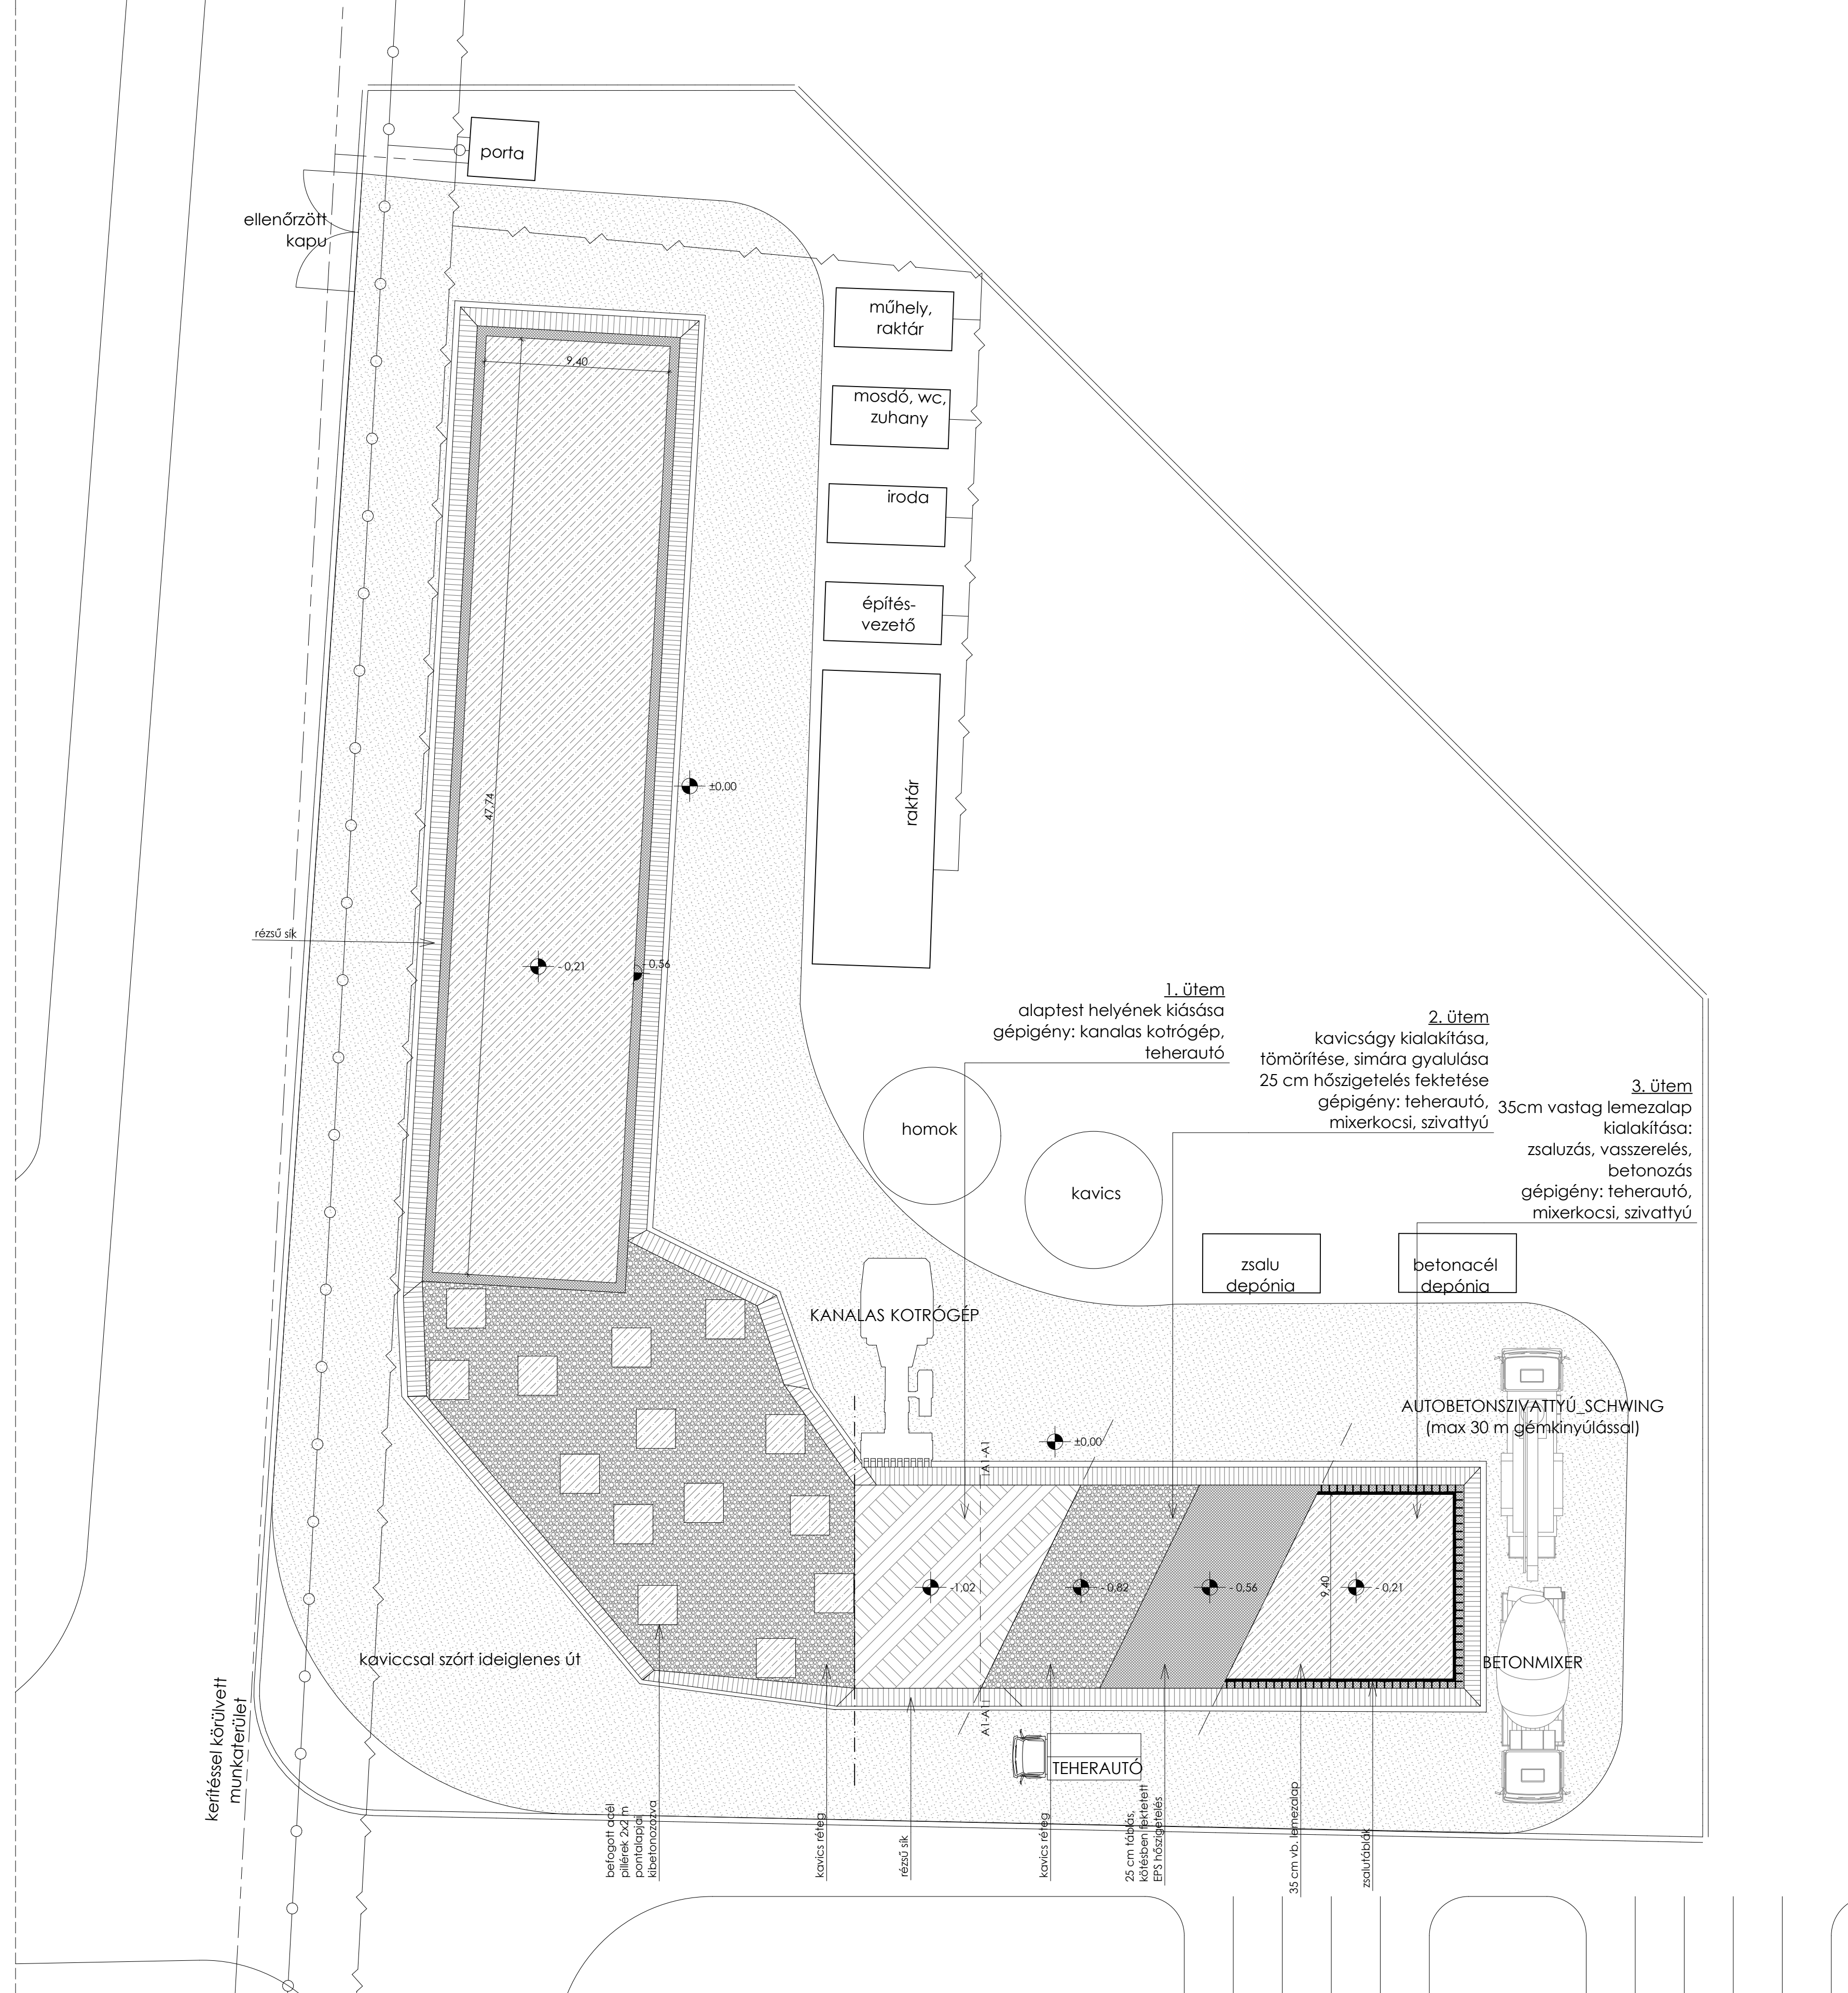 porta
ellenőrzött
kapu
műhely,
raktár
9,40
mosdó, wc,
zuhany
iroda
építés-
vezető
raktár
±0,00
47,74
rézsű sík
- 0,21
- 0,56
1. ütem
alaptest helyének kiásása
gépigény: kanalas kotrógép,
teherautó
2. ütem
kavicságy kialakítása,
tömörítése, simára gyalulása
25 cm hőszigetelés fektetése
gépigény: teherautó,
mixerkocsi, szivattyú
3. ütem
35cm vastag lemezalap
kialakítása:
zsaluzás, vasszerelés,
betonozás
gépigény: teherautó,
mixerkocsi, szivattyú
homok
kavics
zsalu
depónia
betonacél
depónia
KANALAS KOTRÓGÉP
AUTOBETONSZIVATTYÚ_SCHWING
(max 30 m gémkinyúlással)
±0,00
A1-A1
-1,02
- 0,82
- 0,56
9,40
- 0,21
kaviccsal szórt ideiglenes út
BETONMIXER
kerítéssel körülvett
munkaterület
A1-A1
TEHERAUTÓ
befogott acél
pillérek 2x2 m
pontalapjai
kibetonozozva
kavics réteg
rézsű sík
kavics réteg
25 cm táblás,
kötésben fektetett
EPS hőszigetelés
35 cm vb. lemezalap
zsalutáblák